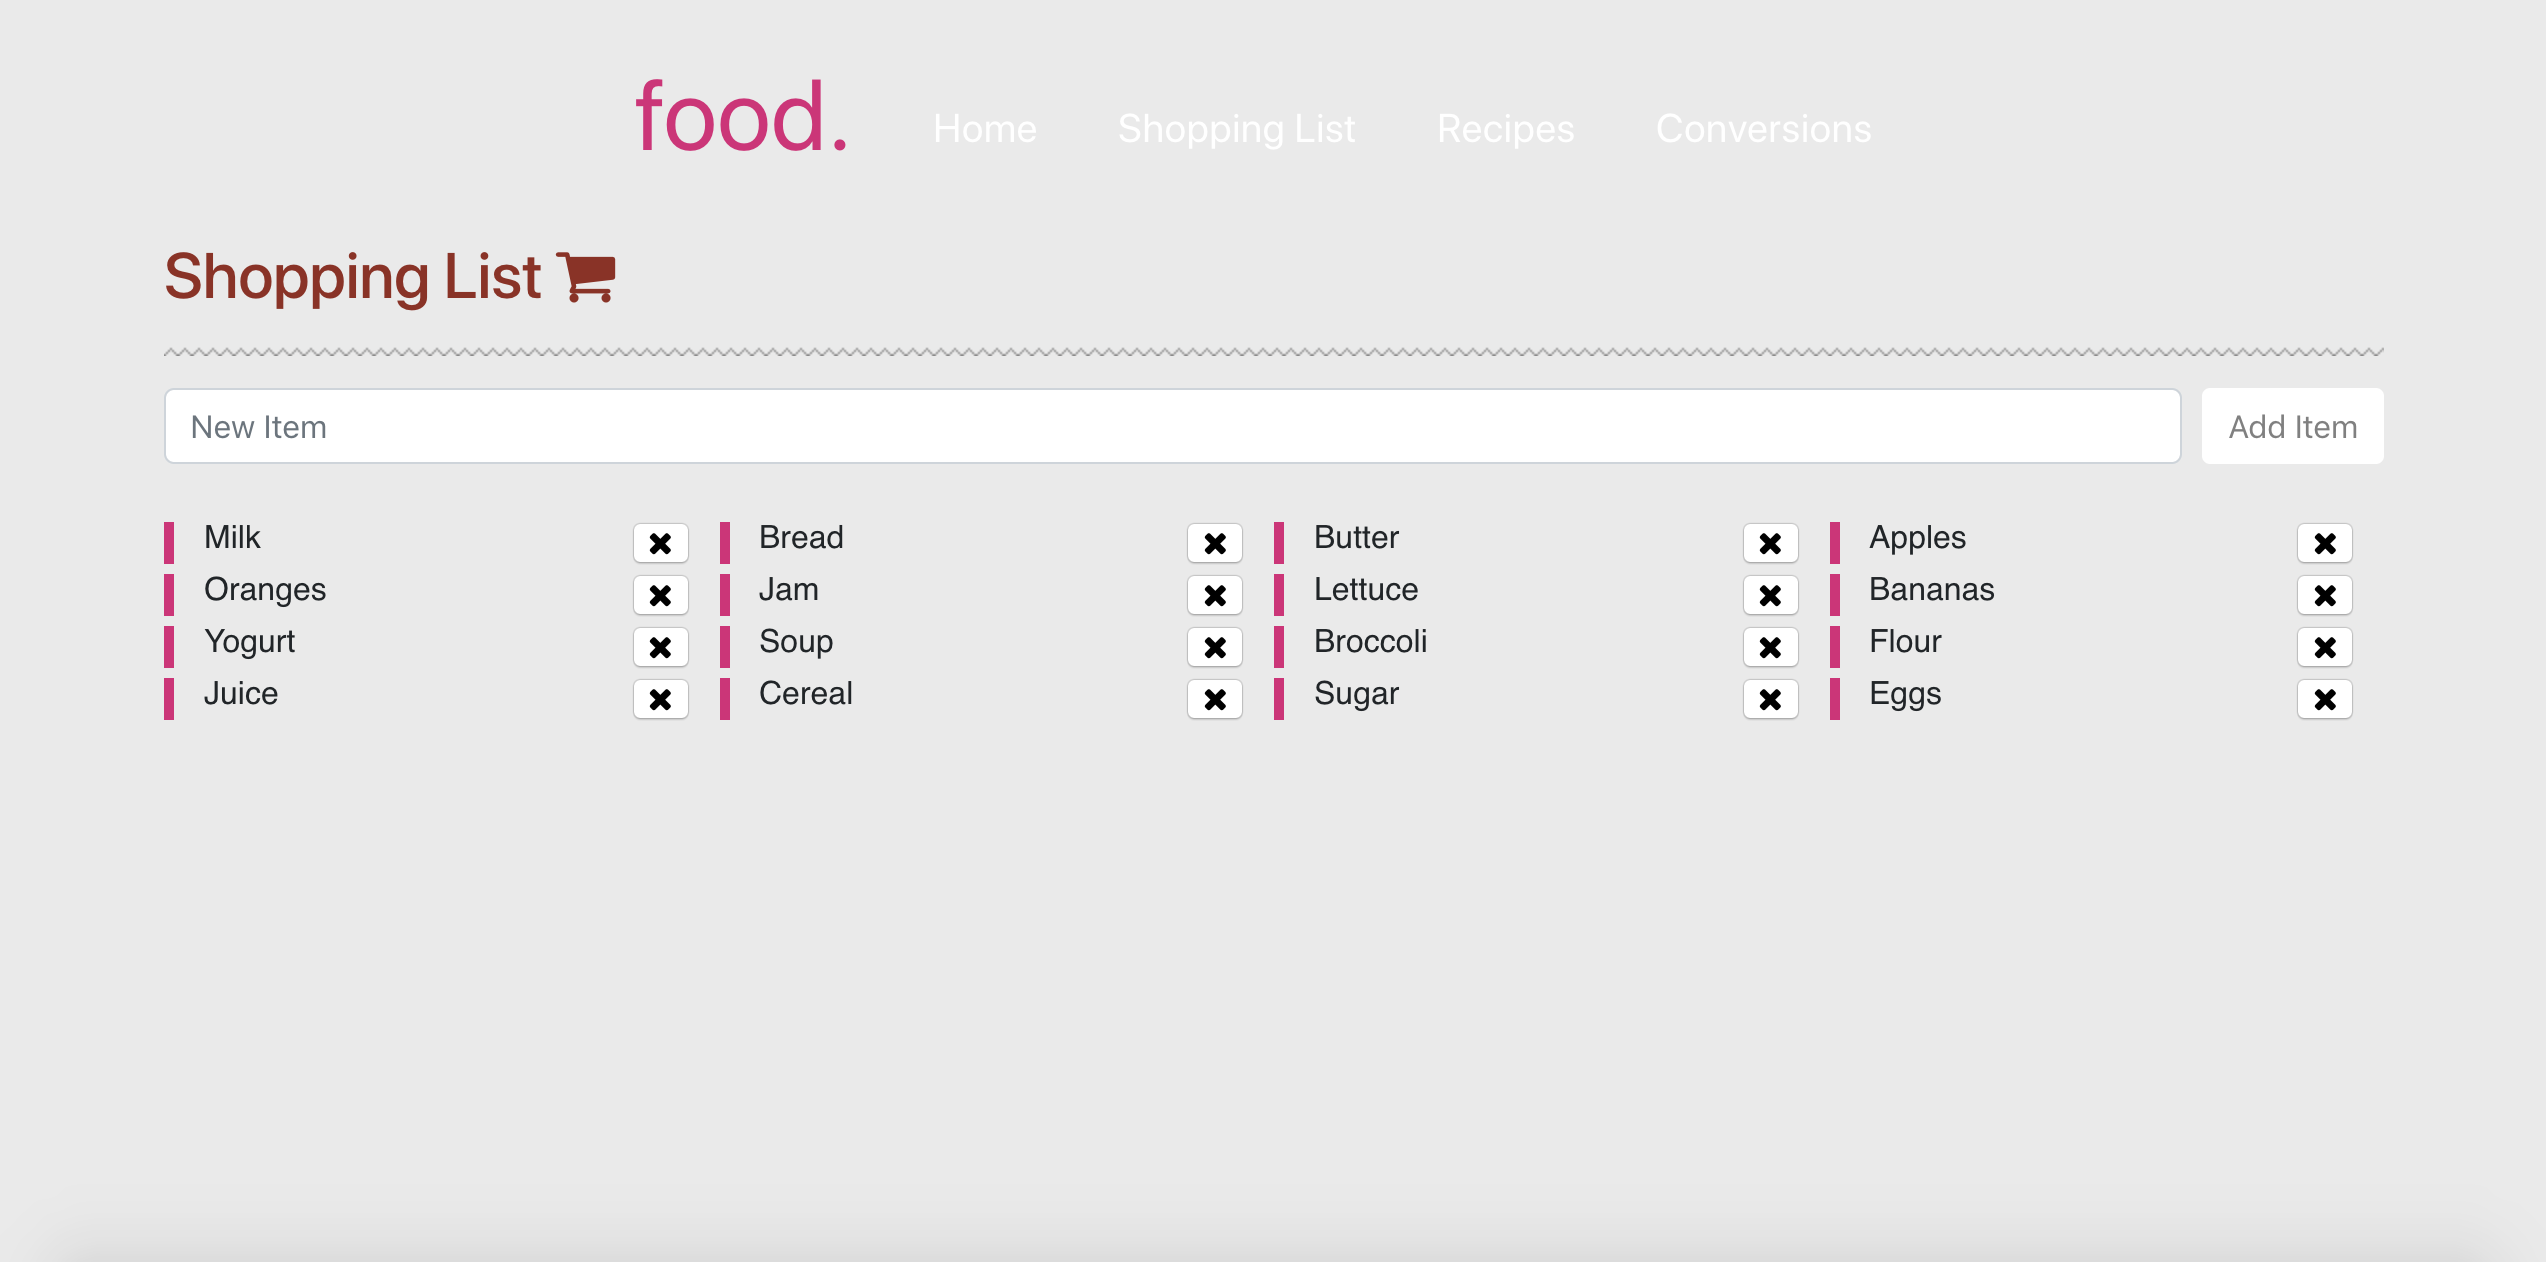 food. Home Shopping List Recipes Conversions
Shopping List
New Item Add Item
Milk Bread Butter Apples
Oranges Jam Lettuce Bananas
Yogurt Soup Broccoli Flour
Juice Cereal Sugar Eggs